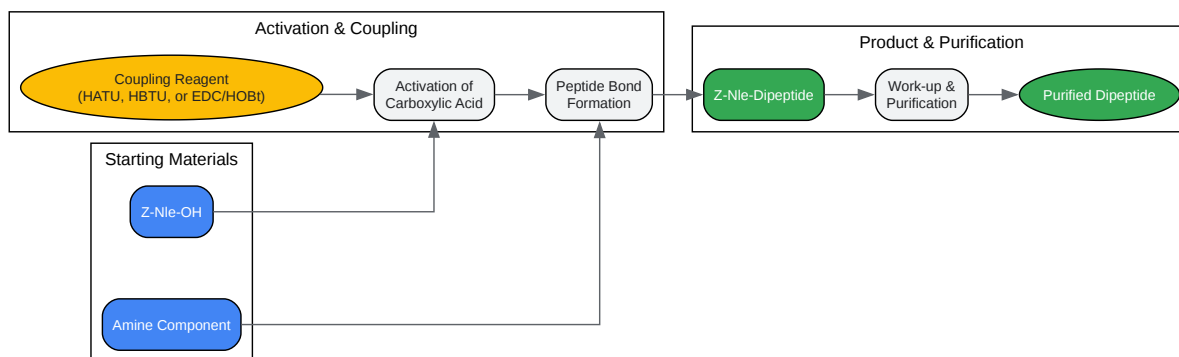 Activation & Coupling
Coupling Reagent
(HATU, HBTU, or EDC/HOBt)
Activation of
Carboxylic Acid
Peptide Bond
Formation
Product & Purification
Z-Nle-Dipeptide
Work-up &
Purification
Purified Dipeptide
Starting Materials
Z-Nle-OH
Amine Component